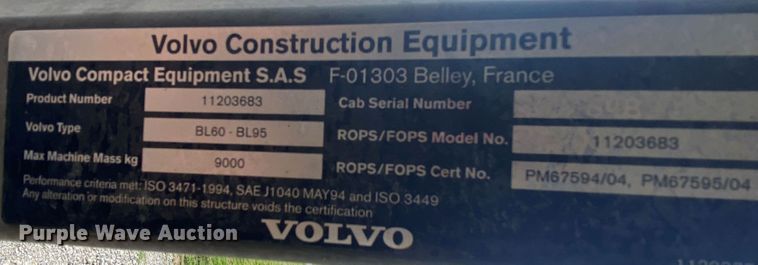 Volvo Construction Equipment
Volvo Compact Equipment S.A.S F-01303 Belley, France
Product Number 11203683 Cab Serial Number
Volvo Type BL60 - BL95 ROPS/FOPS Model No. 11203683
Max Machine Mass kg 9000 ROPS/FOPS Cert No. PM67594/04, PM67595/04
Performance criteria met: ISO 3471-1994, SAE J1040 MAY94 and ISO 3449
Any alteration or modification on this structure voids the certification
VOLVO
Purple Wave Auction